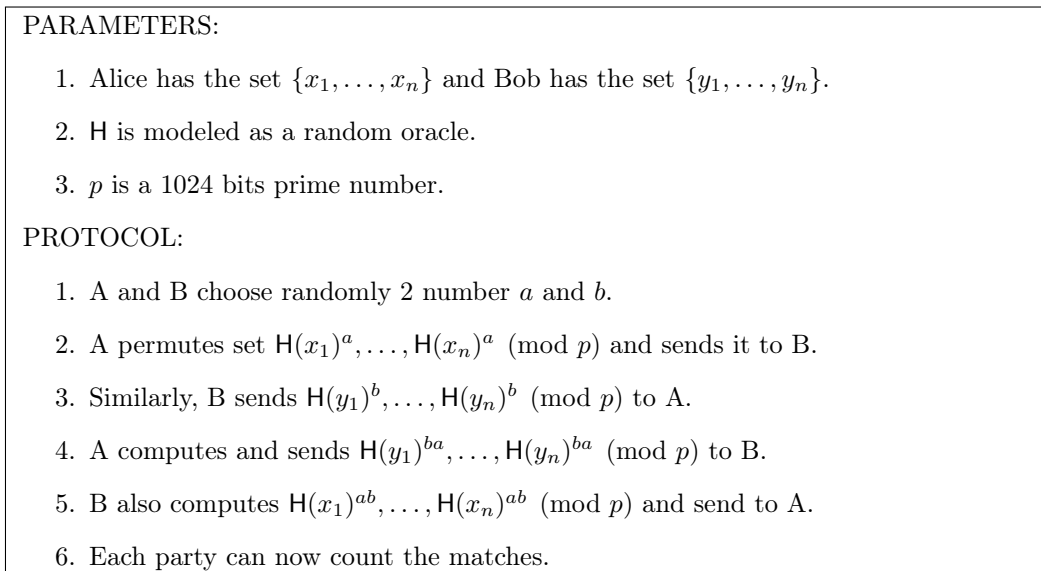 PARAMETERS:
1. Alice has the set {x₁, . . . , xₙ} and Bob has the set {y₁, . . . , yₙ}.
2. H is modeled as a random oracle.
3. p is a 1024 bits prime number.
PROTOCOL:
1. A and B choose randomly 2 number a and b.
2. A permutes set H(x₁)ᵃ, . . . , H(xₙ)ᵃ (mod p) and sends it to B.
3. Similarly, B sends H(y₁)ᵇ, . . . , H(yₙ)ᵇ (mod p) to A.
4. A computes and sends H(y₁)ᵇᵃ, . . . , H(yₙ)ᵇᵃ (mod p) to B.
5. B also computes H(x₁)ᵃᵇ, . . . , H(xₙ)ᵃᵇ (mod p) and send to A.
6. Each party can now count the matches.